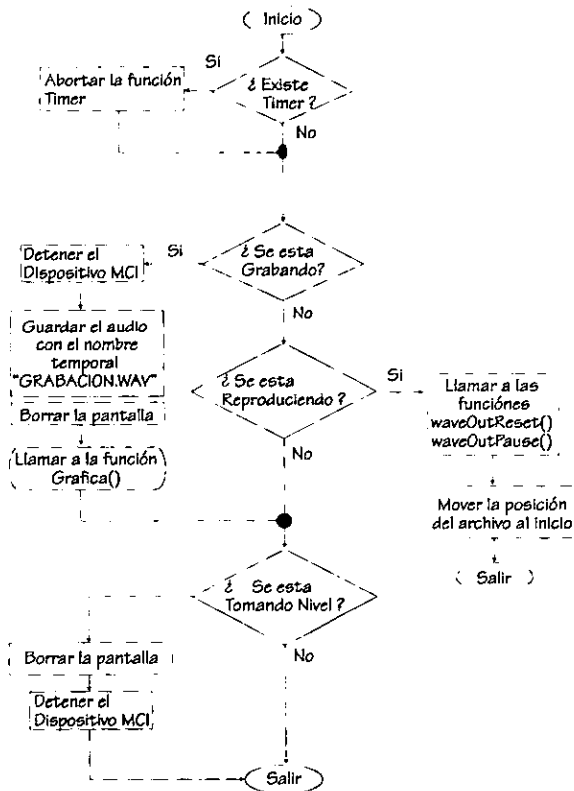 Inicio
Si
¿ Existe
Timer ?
Abortar la función
Timer
No
¿ Se esta
Grabando?
Si
Detener el
Dispositivo MCI
No
Guardar el audio
con el nombre
temporal
"GRABACION.WAV"
Borrar la pantalla
Llamar a la función
Grafica()
¿ Se esta
Reproduciendo ?
Si
Llamar a las
funciónes
waveOutReset()
waveOutPause()
No
Mover la posición
del archivo al inicio
Salir
¿ Se esta
Tomando Nivel ?
No
Borrar la pantalla
Detener el
Dispositivo MCI
Salir